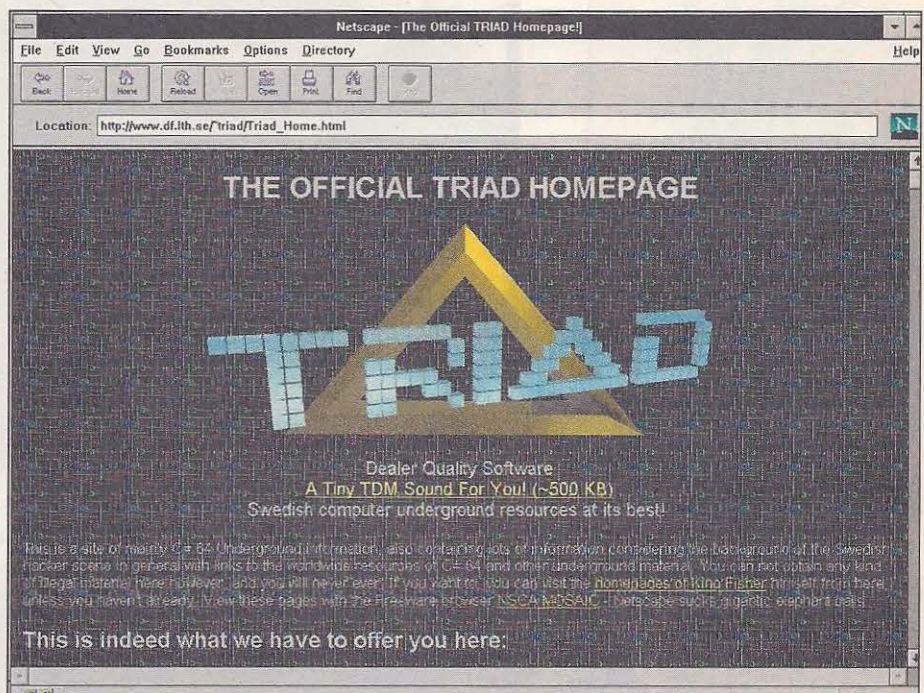 Netscape - [The Official TRIAD Homepage!]
File Edit View Go Bookmarks Options Directory Help
Back Home Reload Open Print Find
Location: http://www.df.lth.se/~triad/Triad_Home.html
N
THE OFFICIAL TRIAD HOMEPAGE
TRIAD
Dealer Quality Software
A Tiny TDM Sound For You! (~500 KB)
Swedish computer underground resources at its best!
This is a site of mainly C= 64 Underground information, also containing lots of information considering the background of the Swedish
hacker scene in general with links to the worldwide resources of C= 64 and other underground material. You can not obtain any kind
of illegal material here however, and you will never ever. If you want to, you can visit the homepages of King Fisher himself from here,
unless you haven't already. View these pages with the Freeware browser NSCA MOSAIC - Netscape sucks gigantic elephant balls!
This is indeed what we have to offer you here: